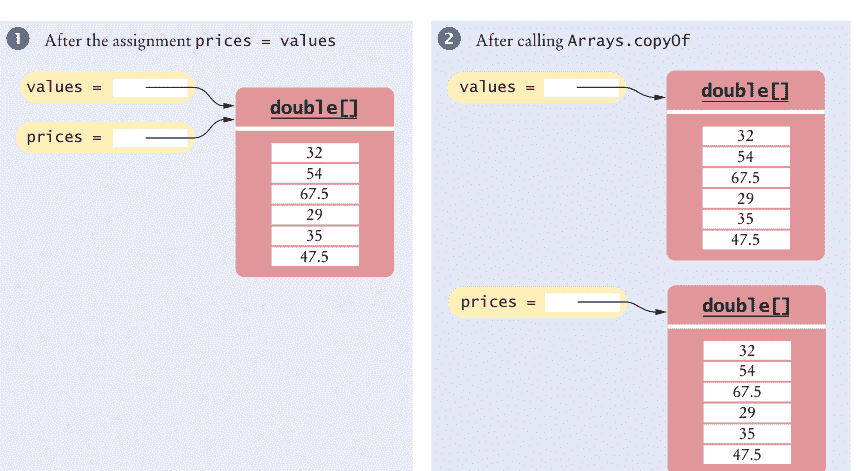 1 After the assignment prices = values
values =
prices =
double[]
32
54
67.5
29
35
47.5
2 After calling Arrays.copyOf
values =
double[]
32
54
67.5
29
35
47.5
prices =
double[]
32
54
67.5
29
35
47.5